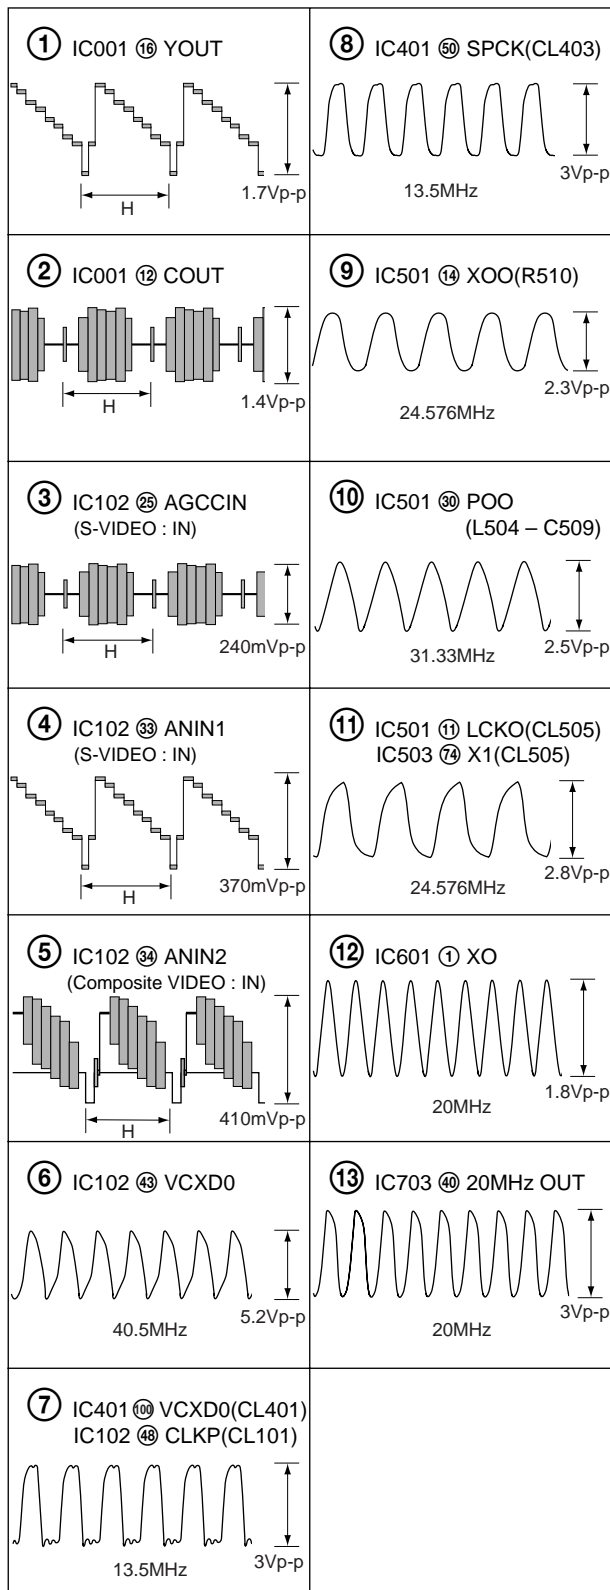 ① IC001 ⑯ YOUT
1.7Vp-p
H
② IC001 ⑫ COUT
1.4Vp-p
H
③ IC102 ㉕ AGCCIN
(S-VIDEO : IN)
240mVp-p
H
④ IC102 ㉝ ANIN1
(S-VIDEO : IN)
370mVp-p
H
⑤ IC102 ㉞ ANIN2
(Composite VIDEO : IN)
410mVp-p
H
⑥ IC102 ㊸ VCXD0
5.2Vp-p
40.5MHz
⑦ IC401 (100) VCXD0(CL401)
IC102 ㊽ CLKP(CL101)
3Vp-p
13.5MHz
⑧ IC401 ㊿ SPCK(CL403)
3Vp-p
13.5MHz
⑨ IC501 ⑭ XOO(R510)
2.3Vp-p
24.576MHz
⑩ IC501 ㉚ POO
(L504 – C509)
2.5Vp-p
31.33MHz
⑪ IC501 ⑪ LCKO(CL505)
IC503 (74) X1(CL505)
2.8Vp-p
24.576MHz
⑫ IC601 ① XO
1.8Vp-p
20MHz
⑬ IC703 ㊵ 20MHz OUT
3Vp-p
20MHz